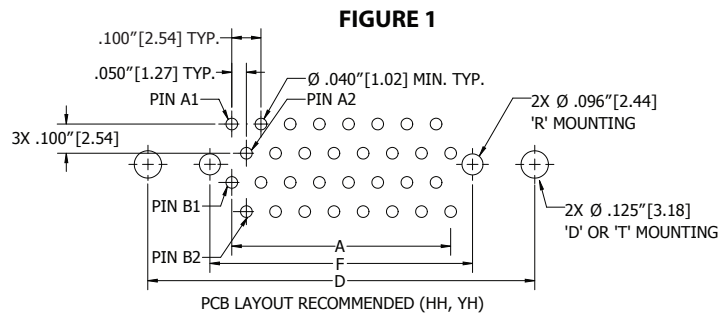 FIGURE 1
.100"[2.54] TYP.
.050"[1.27] TYP.
Ø .040"[1.02] MIN. TYP.
PIN A1
PIN A2
2X Ø .096"[2.44]
'R' MOUNTING
3X .100"[2.54]
PIN B1
2X Ø .125"[3.18]
'D' OR 'T' MOUNTING
PIN B2
A
F
D
PCB LAYOUT RECOMMENDED (HH, YH)